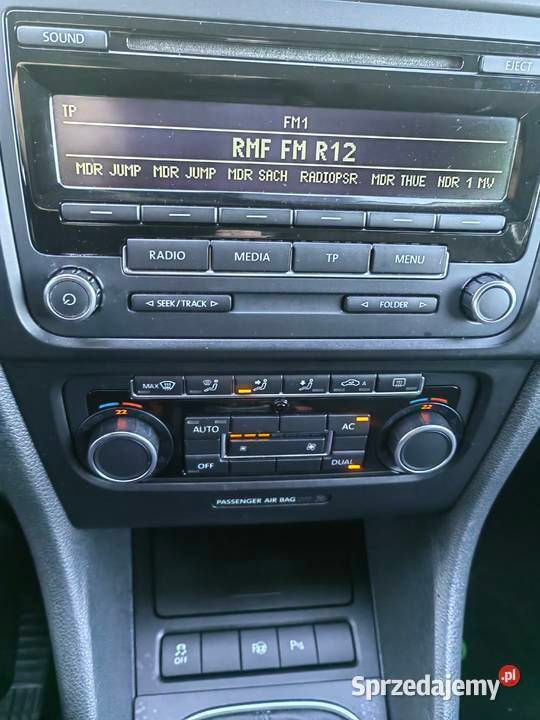 SOUND
EJECT
TP
FM1
RMF FM R12
MDR JUMP MDR JUMP MDR SACH RADIOPSR MDR THUE NDR 1 MV
RADIO MEDIA TP MENU
◁ SEEK/TRACK ▷
◁ FOLDER ▷
MAX
A
22
22
AUTO
AC
OFF
DUAL
PASSENGER AIR BAG
OFF
P
Sprzedajemy.pl